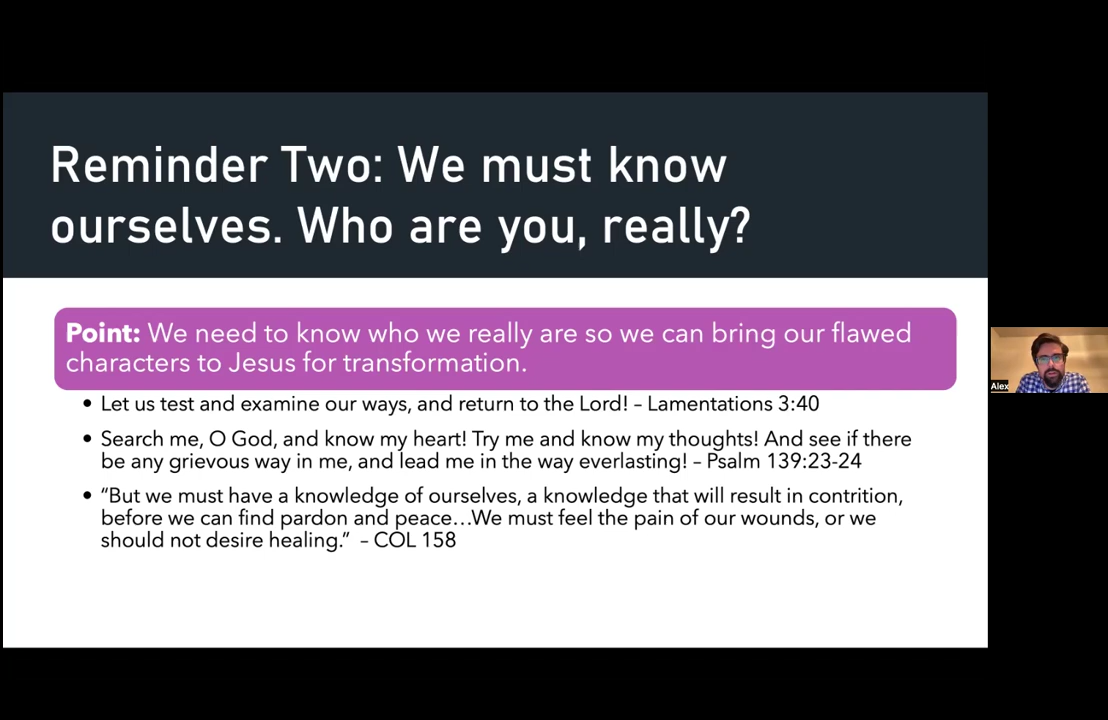 Reminder Two: We must know
ourselves. Who are you, really?
Point: We need to know who we really are so we can bring our flawed
characters to Jesus for transformation.
• Let us test and examine our ways, and return to the Lord! – Lamentations 3:40
• Search me, O God, and know my heart! Try me and know my thoughts! And see if there
be any grievous way in me, and lead me in the way everlasting! – Psalm 139:23-24
• “But we must have a knowledge of ourselves, a knowledge that will result in contrition,
before we can find pardon and peace…We must feel the pain of our wounds, or we
should not desire healing.” – COL 158
Alex